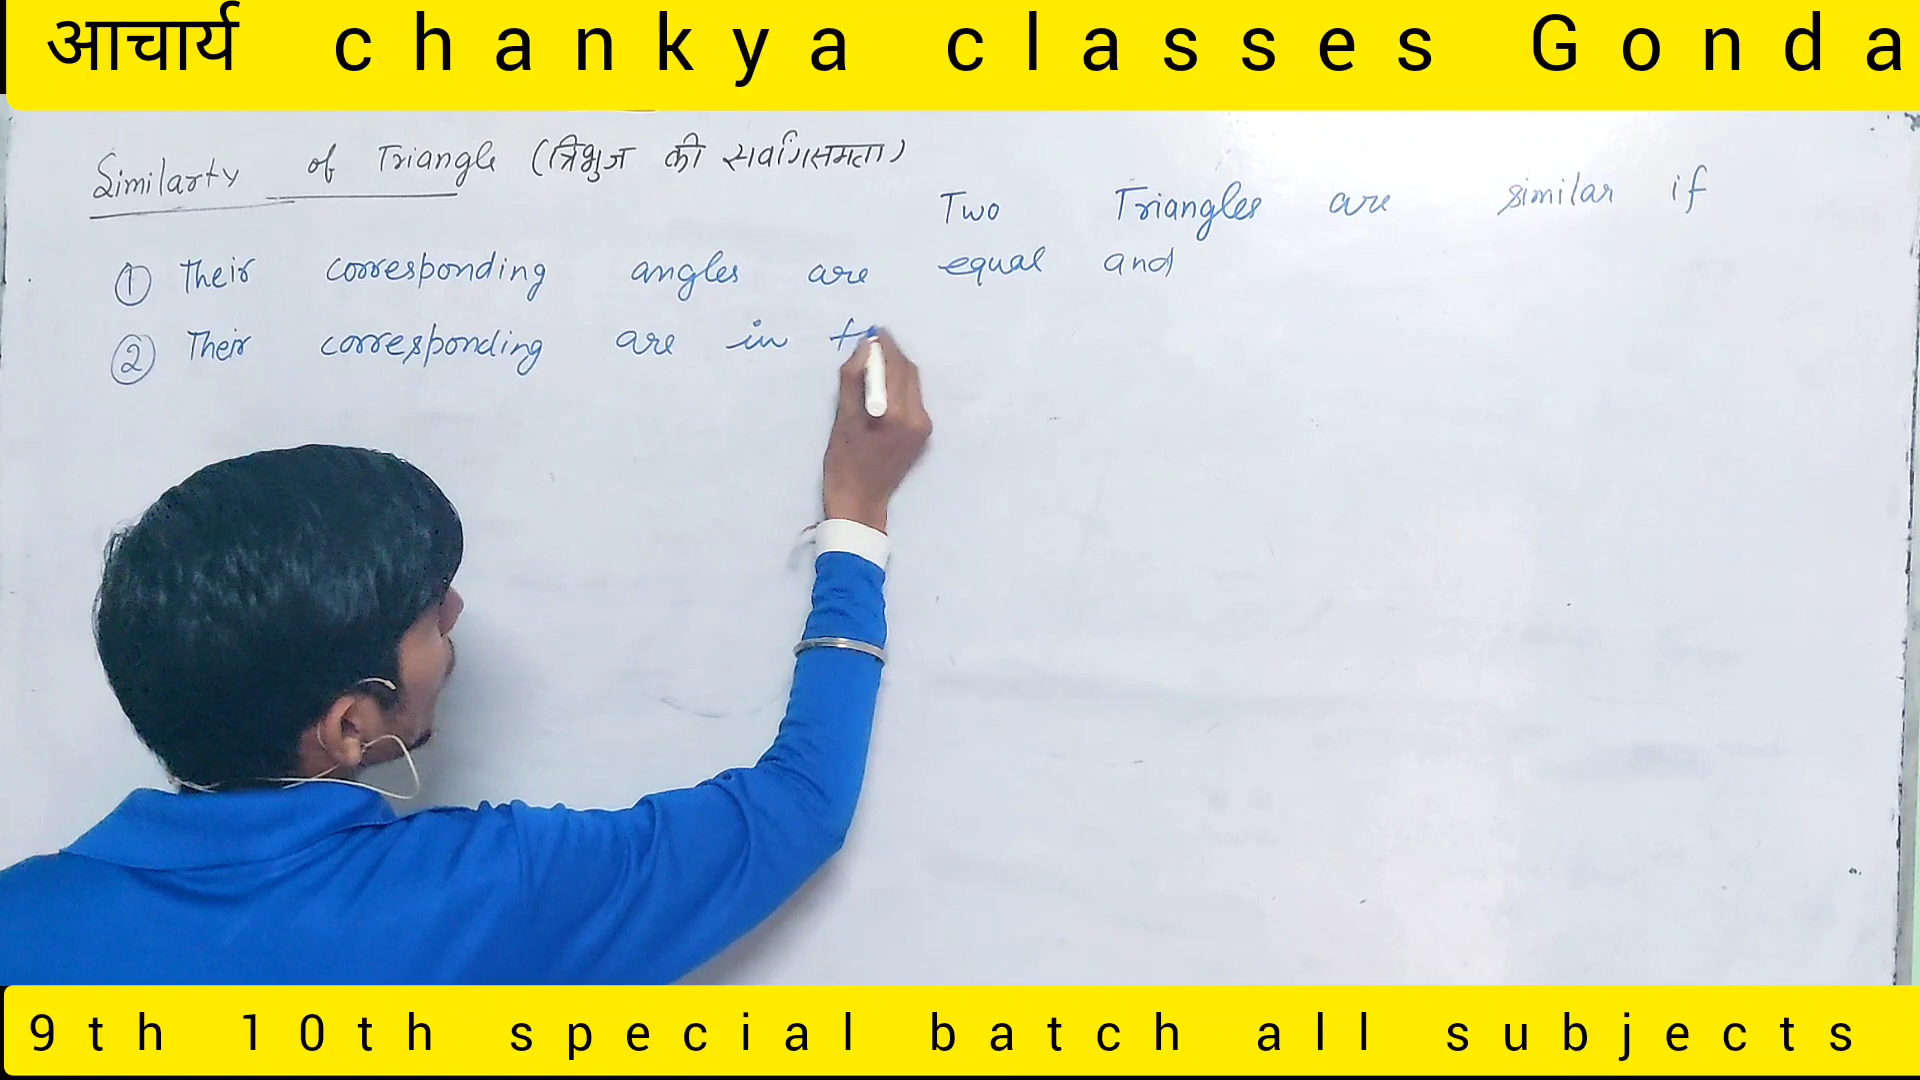 आचार्य chankya classes Gonda
Similarty of Triangle (त्रिभुज की सर्वांगसमता)
Two Triangles are similar if
① Their corresponding angles are equal and
② Their corresponding are in
9th 10th special batch all subjects